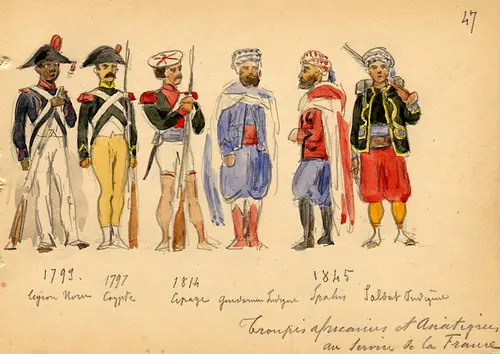 47
1793. 1797 1814 1845
Légion Noire Egypte Cipaye Gendarme Indigène Spahis Soldat Indigène
Troupes africaines et Asiatiques
au Service de la France